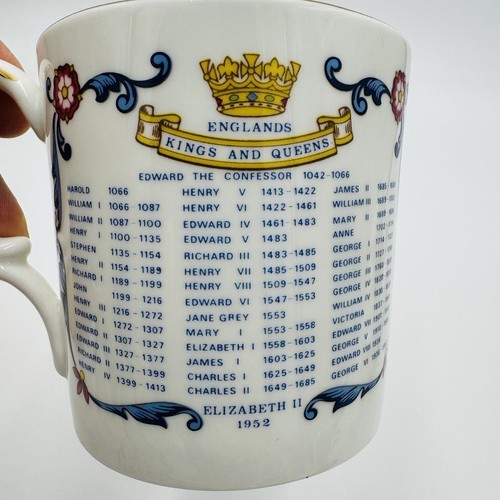 ENGLANDS
KINGS AND QUEENS
EDWARD THE CONFESSOR 1042-1066
HAROLD 1066
WILLIAM I 1066-1087
WILLIAM II 1087-1100
HENRY I 1100-1135
STEPHEN 1135-1154
HENRY II 1154-1189
RICHARD I 1189-1199
JOHN 1199-1216
HENRY III 1216-1272
EDWARD I 1272-1307
EDWARD II 1307-1327
EDWARD III 1327-1377
RICHARD II 1377-1399
HENRY IV 1399-1413
HENRY V 1413-1422
HENRY VI 1422-1461
EDWARD IV 1461-1483
EDWARD V 1483
RICHARD III 1483-1485
HENRY VII 1485-1509
HENRY VIII 1509-1547
EDWARD VI 1547-1553
JANE GREY 1553
MARY I 1553-1558
ELIZABETH I 1558-1603
JAMES I 1603-1625
CHARLES I 1625-1649
CHARLES II 1649-1685
JAMES II 1685
WILLIAM III
MARY II
ANNE
GEORGE I
GEORGE II
GEORGE III
GEORGE IV
WILLIAM IV
VICTORIA
EDWARD VII
GEORGE V
EDWARD VIII
GEORGE VI
ELIZABETH II
1952